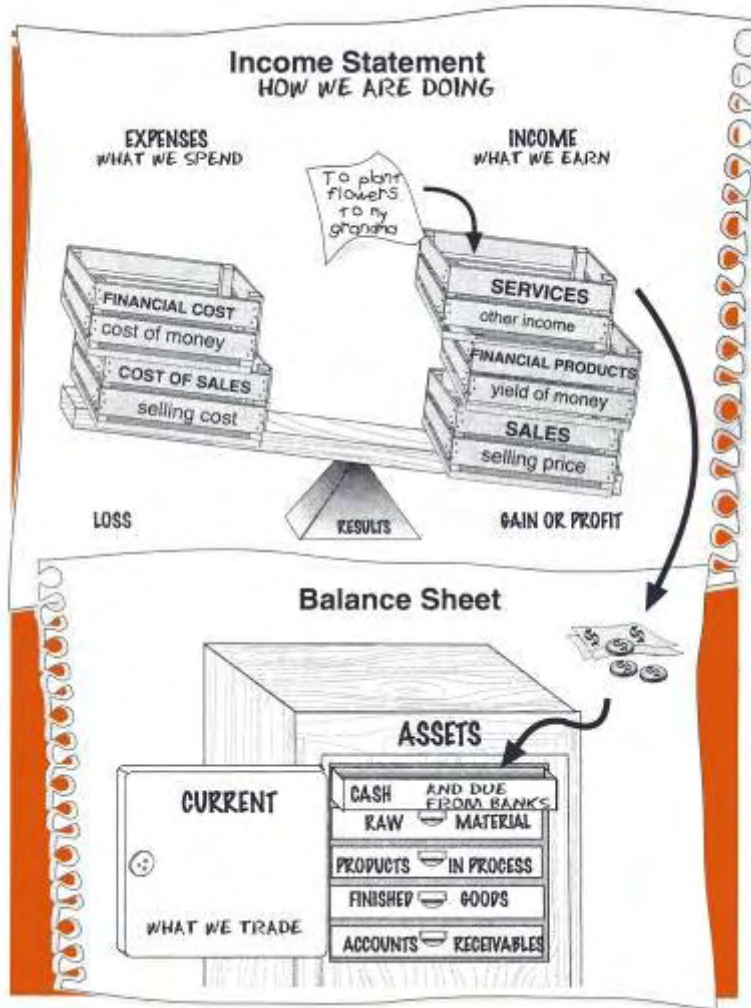 Income Statement
HOW WE ARE DOING
EXPENSES
WHAT WE SPEND
INCOME
WHAT WE EARN
TO plant
flowers
TO my
grandma
FINANCIAL COST
cost of money
COST OF SALES
selling cost
SERVICES
other income
FINANCIAL PRODUCTS
yield of money
SALES
selling price
LOSS
RESULTS
GAIN OR PROFIT
Balance Sheet
$ $
$ $ $
ASSETS
CURRENT
WHAT WE TRADE
CASH AND DUE
FROM BANKS
RAW MATERIAL
PRODUCTS IN PROCESS
FINISHED GOODS
ACCOUNTS RECEIVABLES